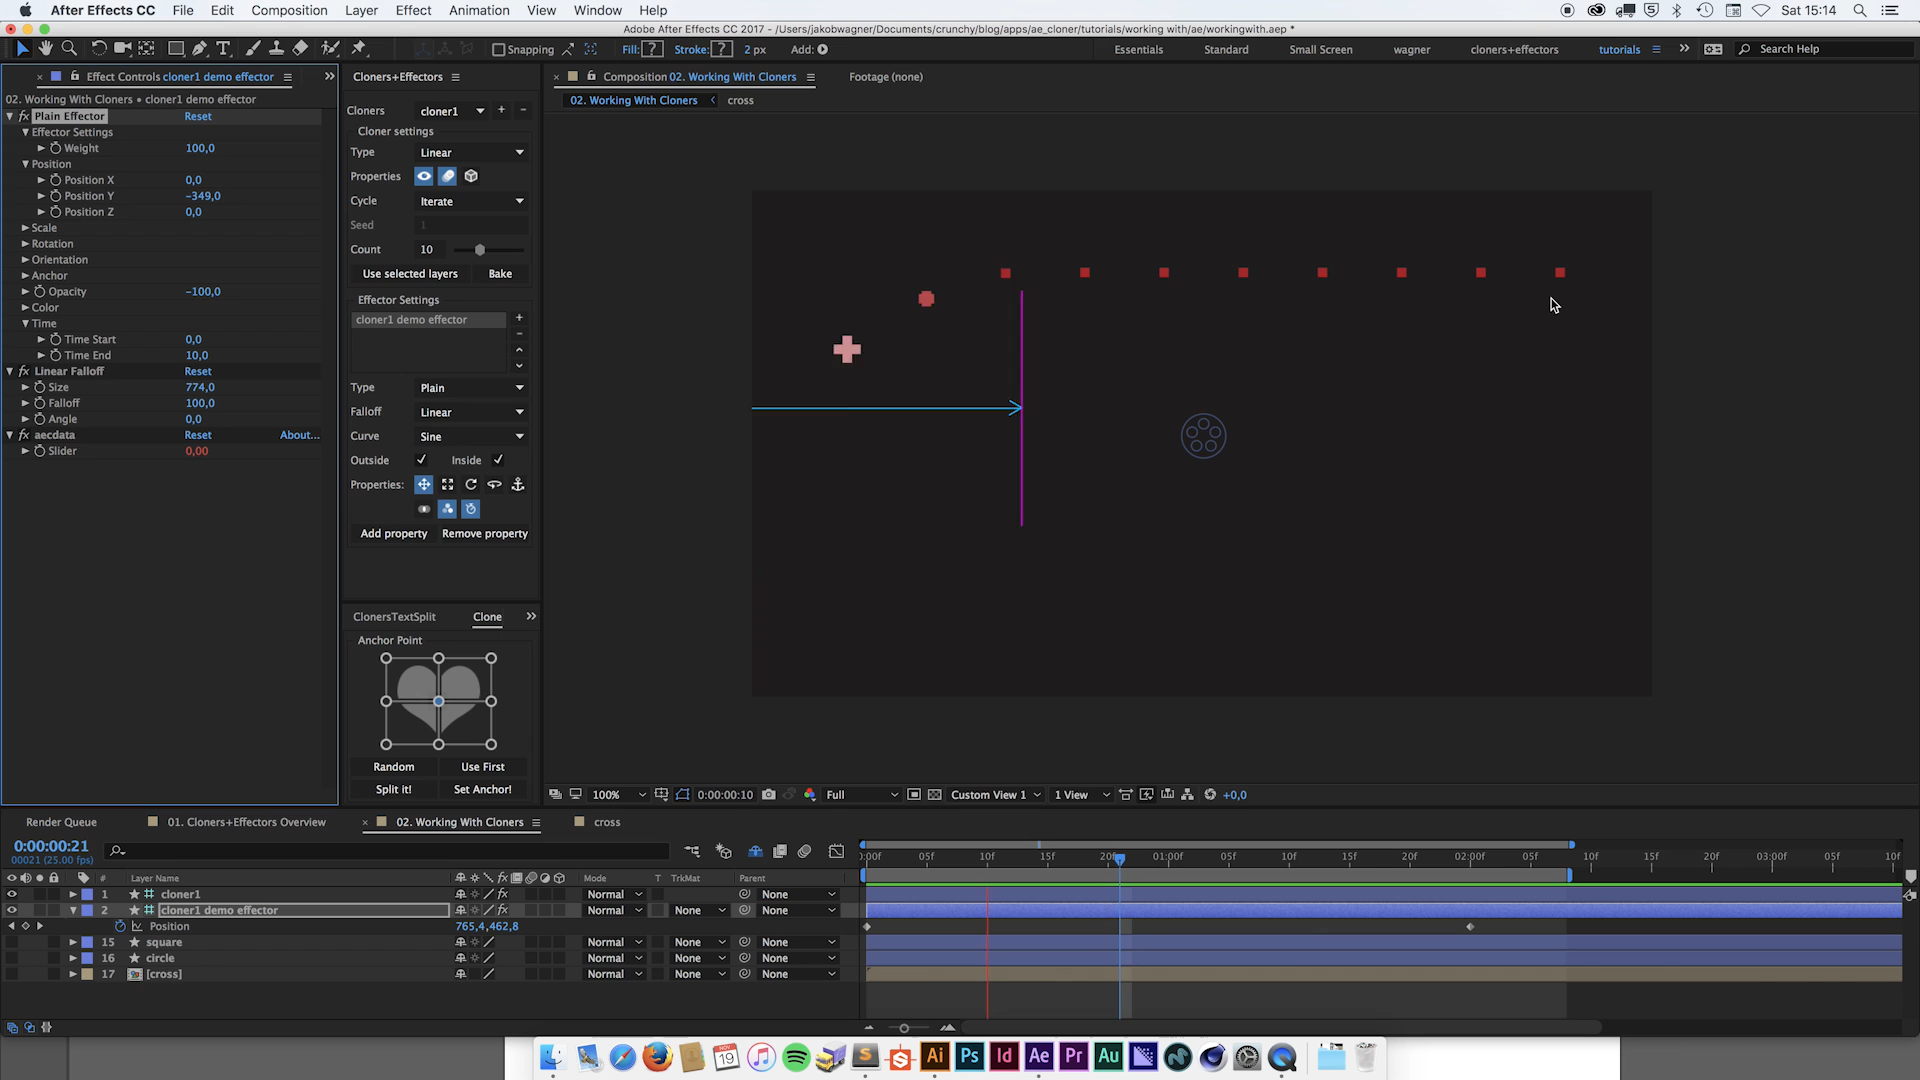 After Effects CC File Edit Composition Layer Effect Animation View Window Help Sat 15:14
Adobe After Effects CC 2017 - /Users/jakobwagner/Documents/crunchy/blog/apps/ae_cloner/tutorials/working with/ae/workingwith.aep *
Snapping Fill: ? Stroke: ? 2 px Add: Essentials Standard Small Screen wagner cloners+effectors tutorials Search Help
Effect Controls cloner1 demo effector
Cloners+Effectors
Composition 02. Working With Cloners
Footage (none)
02. Working With Cloners • cloner1 demo effector
02. Working With Cloners cross
Plain Effector Reset
Effector Settings
Weight 100,0
Position
Position X 0,0
Position Y -349,0
Position Z 0,0
Scale
Rotation
Orientation
Anchor
Opacity -100,0
Color
Time
Time Start 0,0
Time End 10,0
Linear Falloff Reset
Size 774,0
Falloff 100,0
Angle 0,0
aecdata Reset About...
Slider 0,00
Cloners cloner1 + -
Cloner settings
Type Linear
Properties
Cycle Iterate
Seed 1
Count 10
Use selected layers Bake
Effector Settings
cloner1 demo effector
Type Plain
Falloff Linear
Curve Sine
Outside Inside
Properties:
Add property Remove property
ClonersTextSplit Clone
Anchor Point
Random Use First
Split it! Set Anchor!
100% 0:00:00:10 Full Custom View 1 1 View +0,0
Render Queue 01. Cloners+Effectors Overview 02. Working With Cloners cross
0:00:00:21
00021 (25.00 fps)
):00f 05f 10f 15f 20f 01:00f 05f 10f 15f 20f 02:00f 05f 10f 15f 20f 03:00f 05f 10f
# Layer Name Mode T TrkMat Parent
1 cloner1 Normal None
2 cloner1 demo effector Normal None None
Position 765,4,462,8
15 square Normal None None
16 circle Normal None None
17 [cross] Normal None None
NOV 19 Ai Ps Id Ae Pr Au